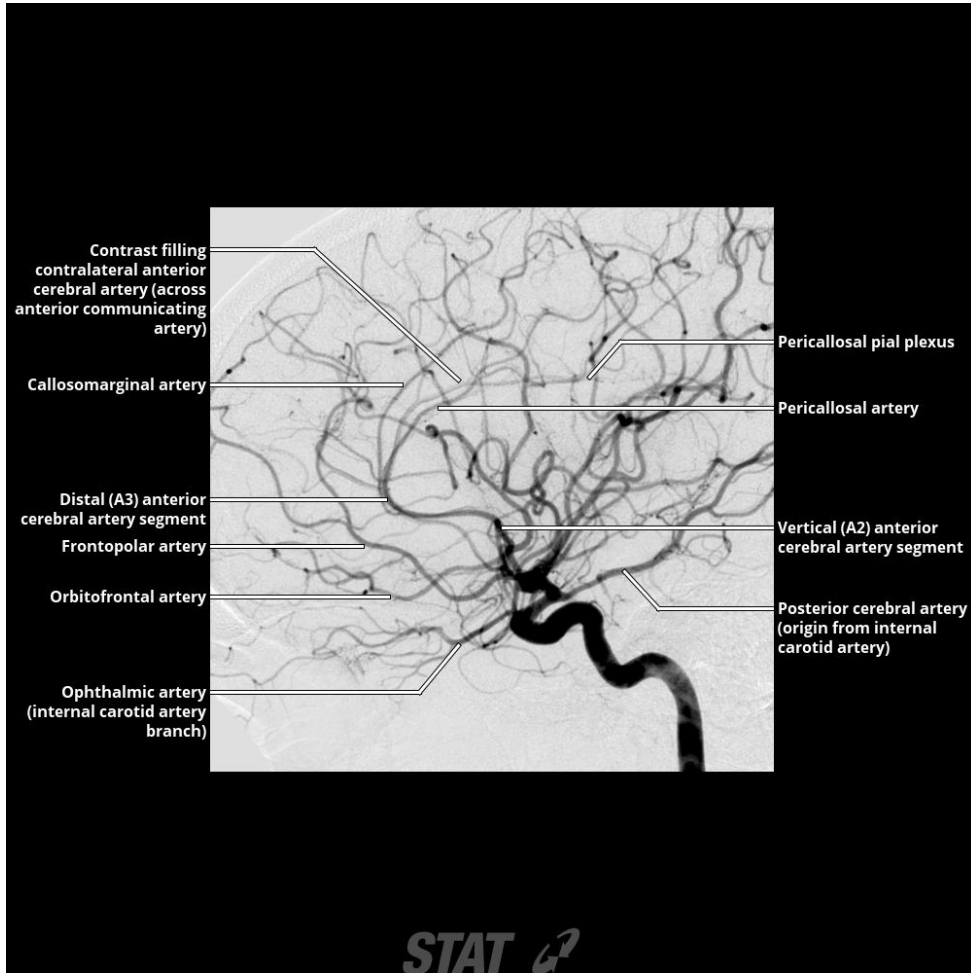 Contrast filling
contralateral anterior
cerebral artery (across
anterior communicating
artery)
Callosomarginal artery
Distal (A3) anterior
cerebral artery segment
Frontopolar artery
Orbitofrontal artery
Ophthalmic artery
(internal carotid artery
branch)
Pericallosal pial plexus
Pericallosal artery
Vertical (A2) anterior
cerebral artery segment
Posterior cerebral artery
(origin from internal
carotid artery)
STAT